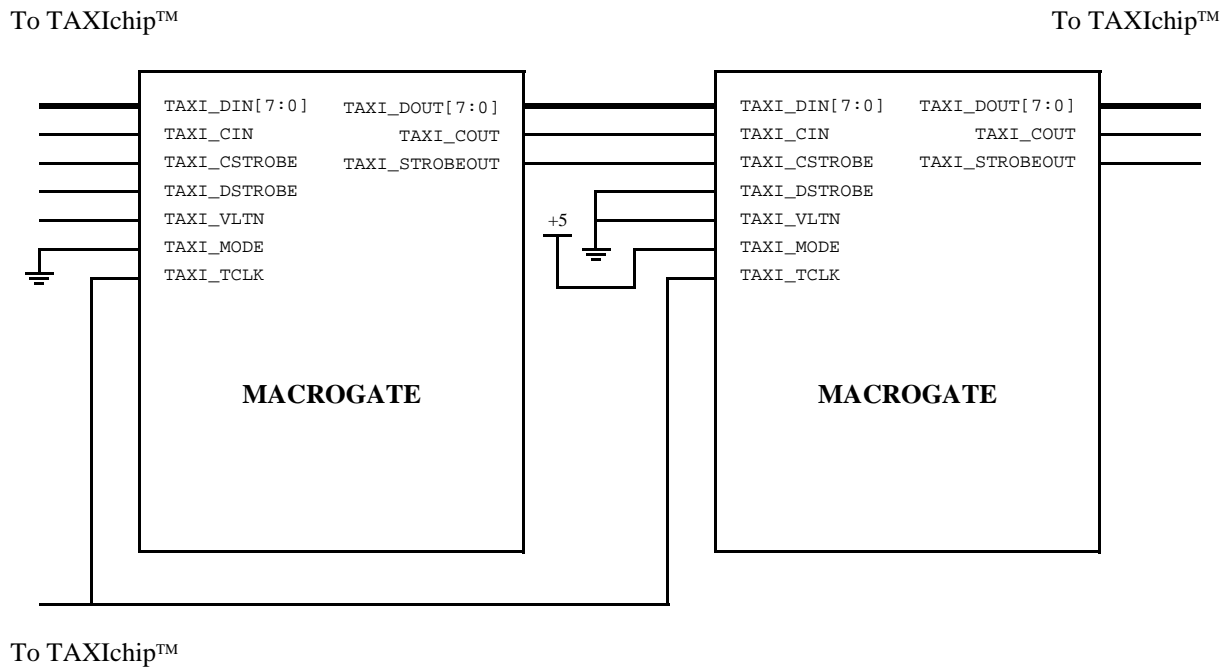 To TAXIchip™
To TAXIchip™
TAXI_DIN[7:0] TAXI_DOUT[7:0]
TAXI_CIN TAXI_COUT
TAXI_CSTROBE TAXI_STROBEOUT
TAXI_DSTROBE
TAXI_VLTN
TAXI_MODE
TAXI_TCLK
MACROGATE
+5
TAXI_DIN[7:0] TAXI_DOUT[7:0]
TAXI_CIN TAXI_COUT
TAXI_CSTROBE TAXI_STROBEOUT
TAXI_DSTROBE
TAXI_VLTN
TAXI_MODE
TAXI_TCLK
MACROGATE
To TAXIchip™